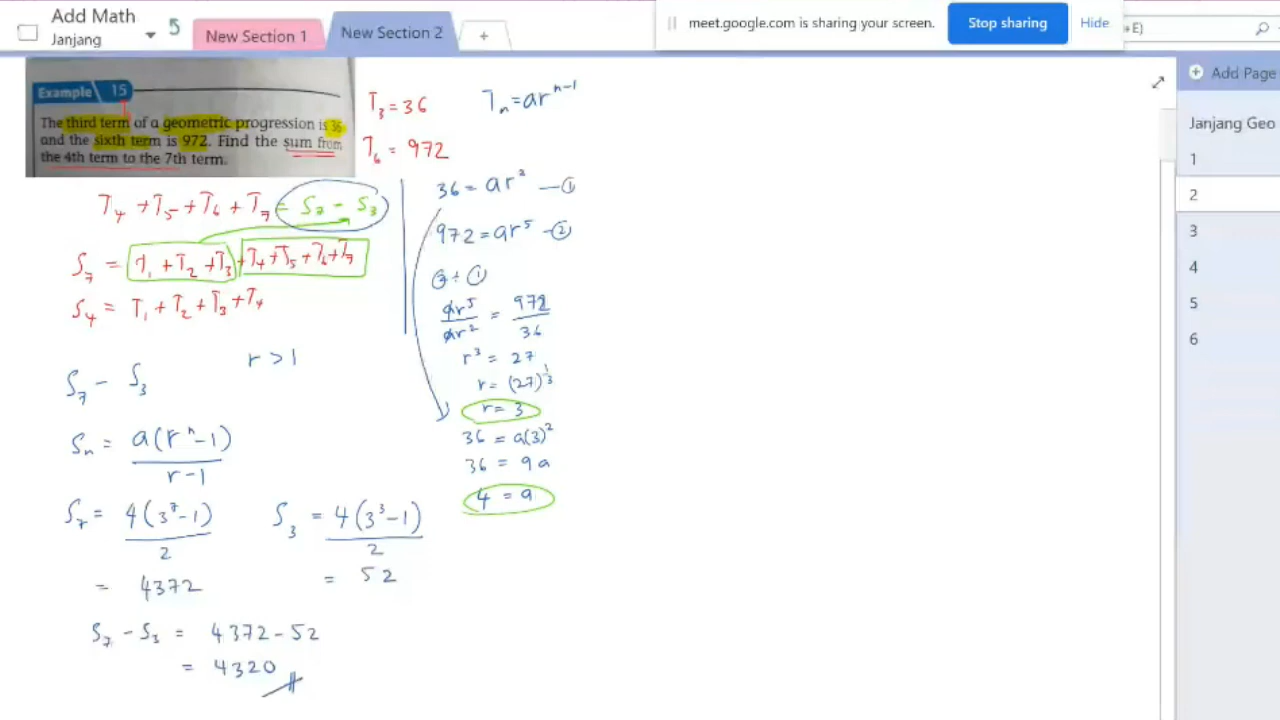 Add Math
Janjang
New Section 1
New Section 2
+
meet.google.com is sharing your screen.
Stop sharing
Hide
+E)
Add Page
Janjang Geo
1
2
3
4
5
6
Example 15
The third term of a geometric progression is 36
and the sixth term is 972. Find the sum from
the 4th term to the 7th term.
T₃ = 36
Tₙ = arⁿ⁻¹
T₆ = 972
T₄ + T₅ + T₆ + T₇ = S₇ - S₃
S₇ = T₁ + T₂ + T₃ + T₄ + T₅ + T₆ + T₇
S₄ = T₁ + T₂ + T₃ + T₄
S₇ - S₃
r > 1
Sₙ = a(rⁿ - 1)
r - 1
S₇ = 4(3⁷ - 1)
2
= 4372
S₃ = 4(3³ - 1)
2
= 52
S₇ - S₃ = 4372 - 52
= 4320
36 = ar² — ①
972 = ar⁵ — ②
② ÷ ①
ar⁵ = 972
ar² 36
r³ = 27
r = (27)^1/3
r = 3
36 = a(3)²
36 = 9a
4 = a